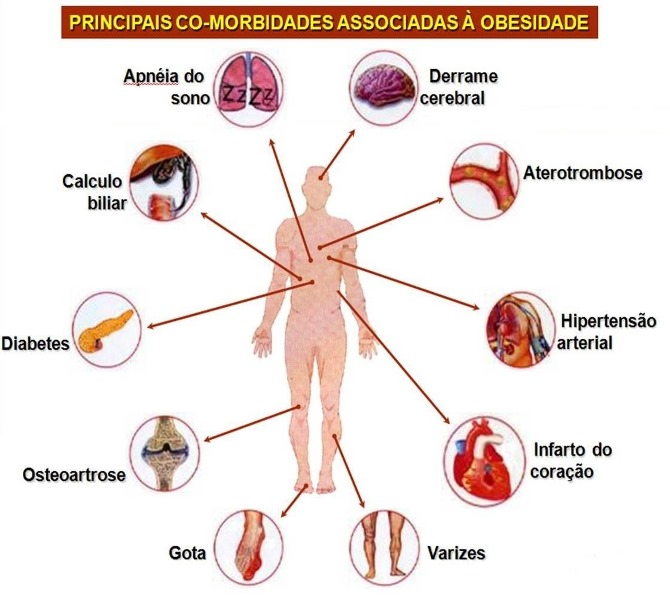 PRINCIPAIS CO-MORBIDADES ASSOCIADAS À OBESIDADE
Apnéia do
sono
Derrame
cerebral
Calculo
biliar
Aterotrombose
Diabetes
Hipertensão
arterial
Osteoartrose
Infarto do
coração
Gota
Varizes
ZZZZ